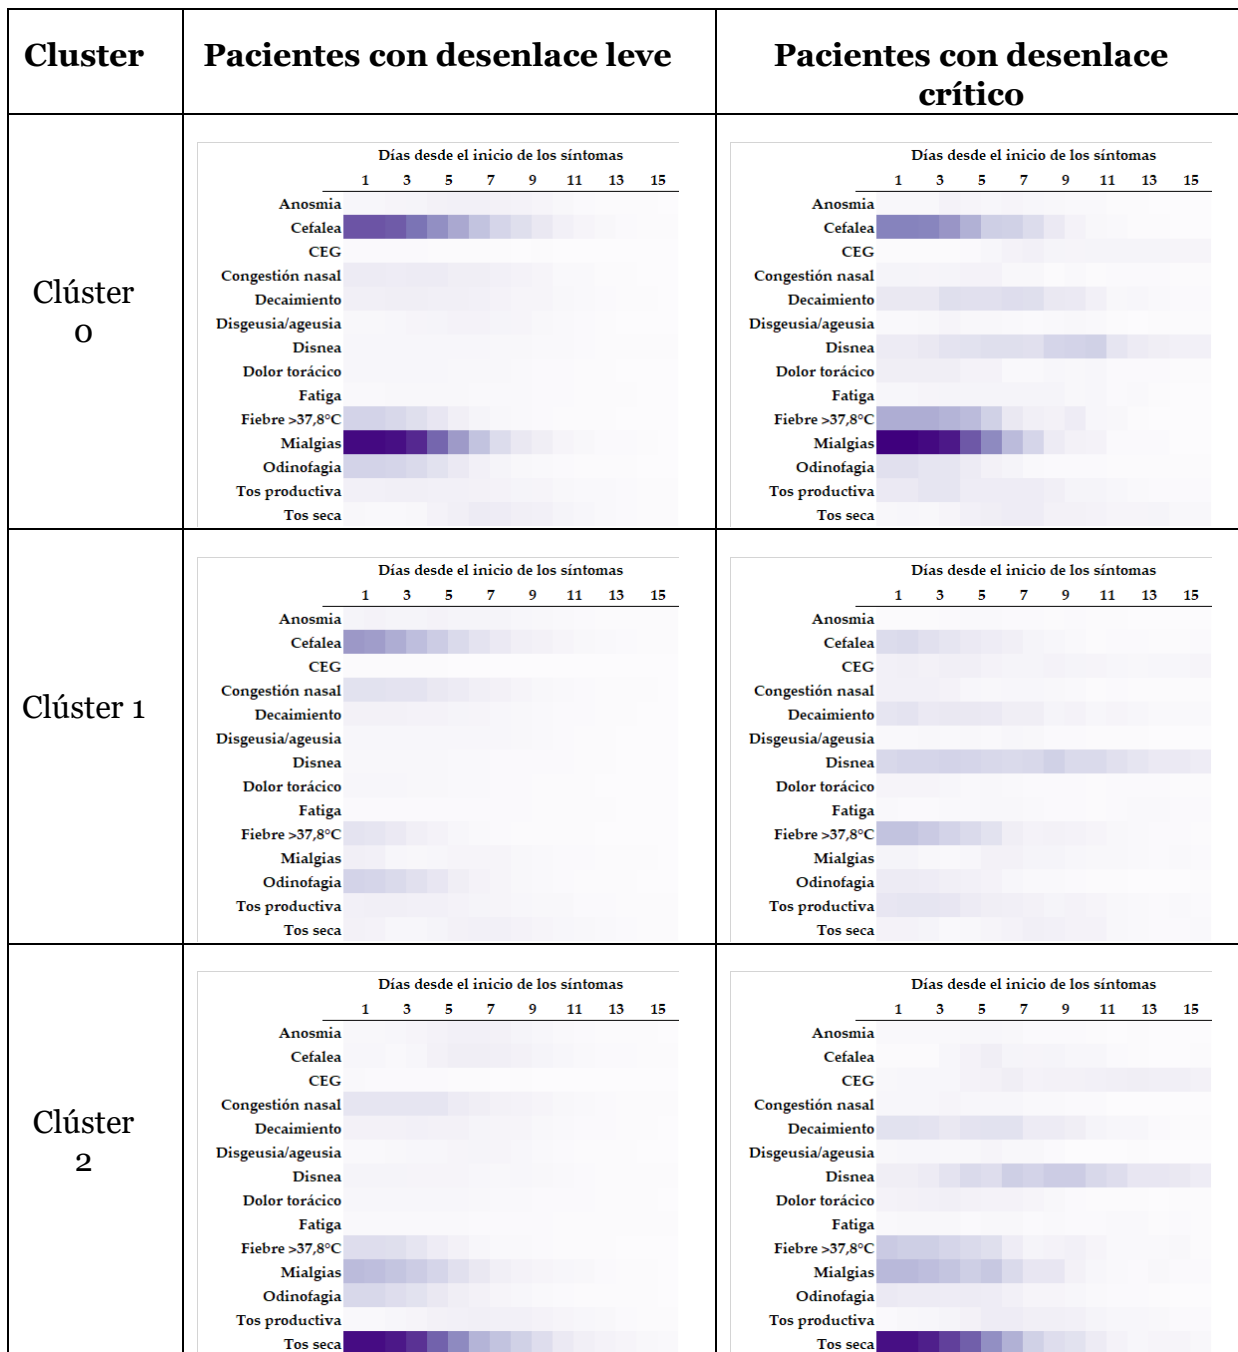 Cluster Pacientes con desenlace leve Pacientes con desenlace
crítico
Clúster
0
Días desde el inicio de los síntomas
1 3 5 7 9 11 13 15
Anosmia
Cefalea
CEG
Congestión nasal
Decaimiento
Disgeusia/ageusia
Disnea
Dolor torácico
Fatiga
Fiebre >37,8°C
Mialgias
Odinofagia
Tos productiva
Tos seca
Días desde el inicio de los síntomas
1 3 5 7 9 11 13 15
Anosmia
Cefalea
CEG
Congestión nasal
Decaimiento
Disgeusia/ageusia
Disnea
Dolor torácico
Fatiga
Fiebre >37,8°C
Mialgias
Odinofagia
Tos productiva
Tos seca
Clúster 1
Días desde el inicio de los síntomas
1 3 5 7 9 11 13 15
Anosmia
Cefalea
CEG
Congestión nasal
Decaimiento
Disgeusia/ageusia
Disnea
Dolor torácico
Fatiga
Fiebre >37,8°C
Mialgias
Odinofagia
Tos productiva
Tos seca
Días desde el inicio de los síntomas
1 3 5 7 9 11 13 15
Anosmia
Cefalea
CEG
Congestión nasal
Decaimiento
Disgeusia/ageusia
Disnea
Dolor torácico
Fatiga
Fiebre >37,8°C
Mialgias
Odinofagia
Tos productiva
Tos seca
Clúster
2
Días desde el inicio de los síntomas
1 3 5 7 9 11 13 15
Anosmia
Cefalea
CEG
Congestión nasal
Decaimiento
Disgeusia/ageusia
Disnea
Dolor torácico
Fatiga
Fiebre >37,8°C
Mialgias
Odinofagia
Tos productiva
Tos seca
Días desde el inicio de los síntomas
1 3 5 7 9 11 13 15
Anosmia
Cefalea
CEG
Congestión nasal
Decaimiento
Disgeusia/ageusia
Disnea
Dolor torácico
Fatiga
Fiebre >37,8°C
Mialgias
Odinofagia
Tos productiva
Tos seca